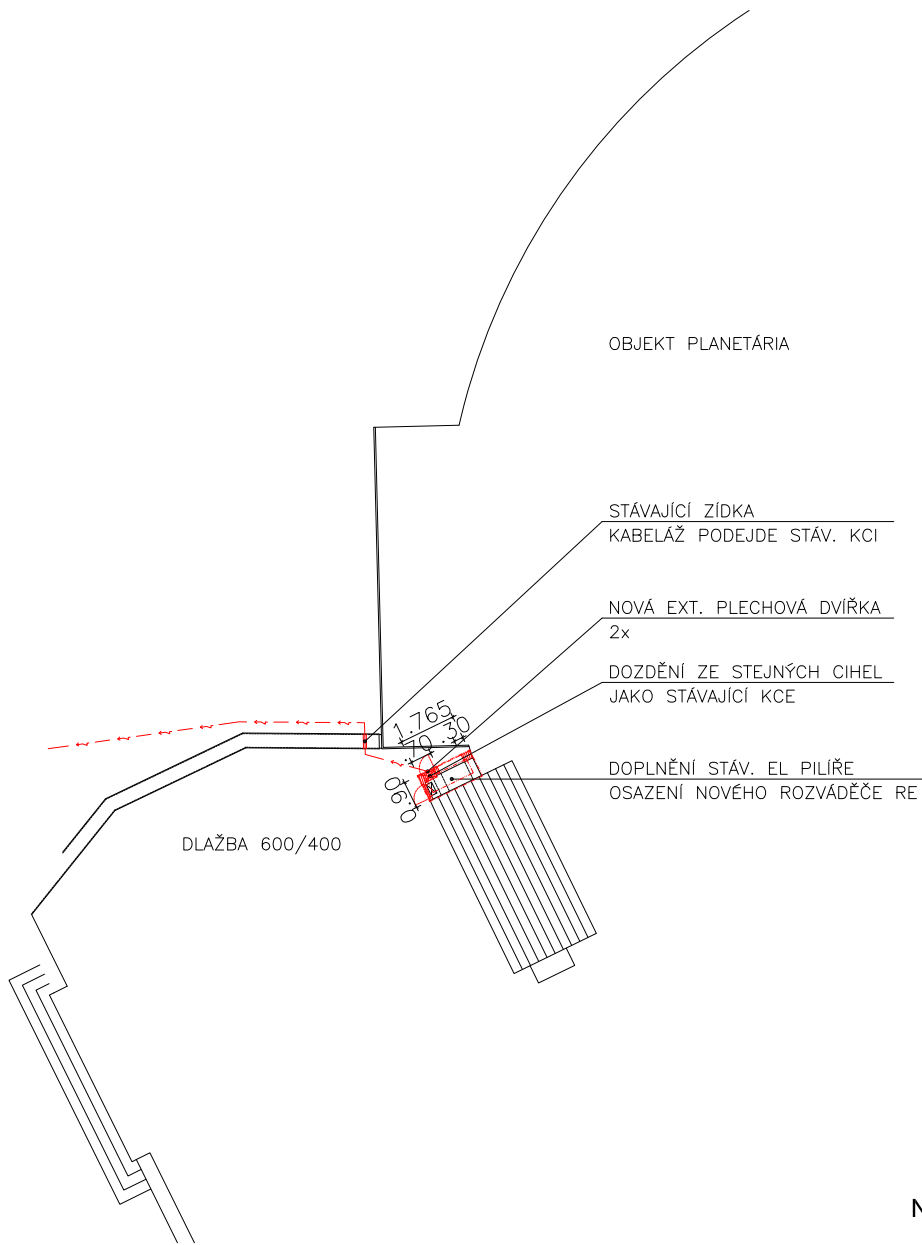 OBJEKT PLANETÁRIA
STÁVAJÍCÍ ZÍDKA
KABELÁŽ PODEJDE STÁV. KCI
NOVÁ EXT. PLECHOVÁ DVÍŘKA
2x
DOZDĚNÍ ZE STEJNÝCH CIHEL
JAKO STÁVAJÍCÍ KCE
1.765
.70
.30
0.90
DOPLNĚNÍ STÁV. EL PILÍŘE
OSAZENÍ NOVÉHO ROZVÁDĚČE RE
DLAŽBA 600/400
N